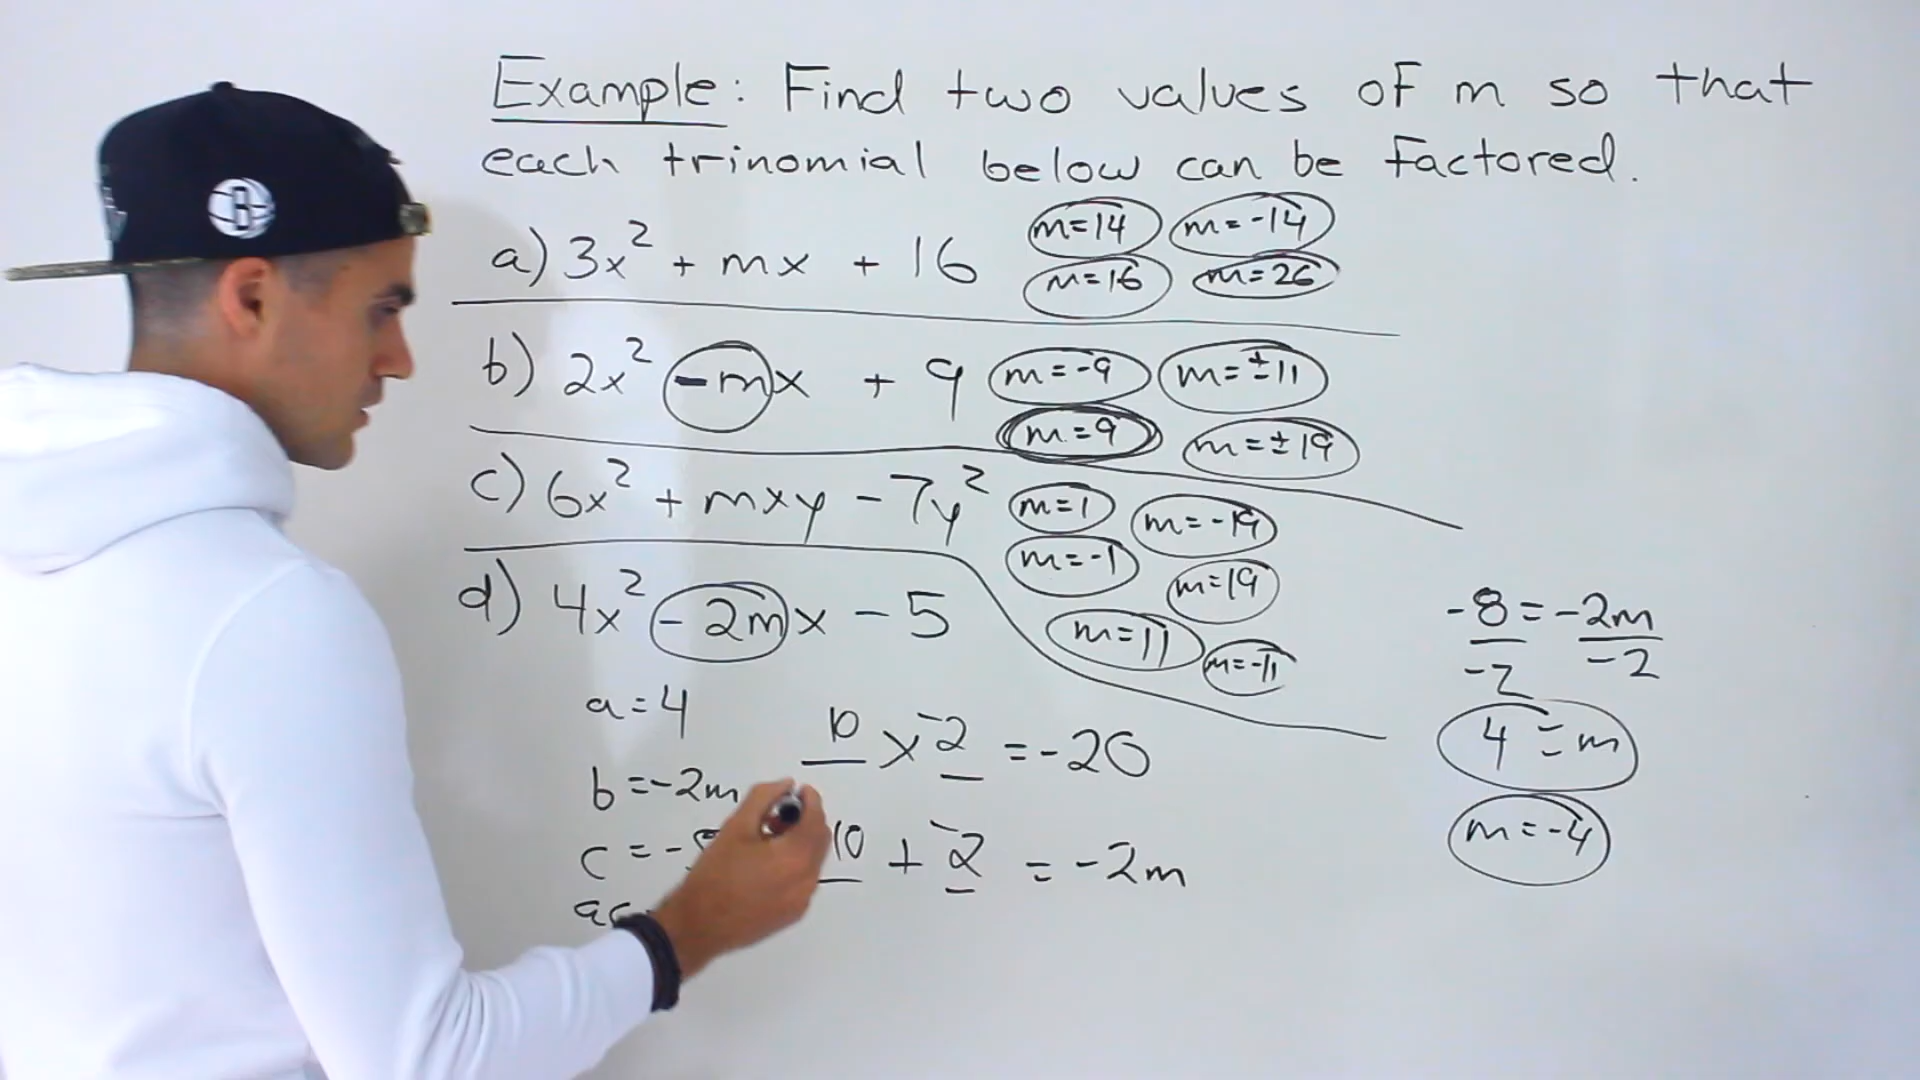 Example: Find two values of m so that
each trinomial below can be factored.
a) 3x² + mx + 16
m=14 m=-14
m=16 m=26
b) 2x² -mx + 9
m=-9 m=±11
m=9 m=±19
c) 6x² + mxy - 7y²
m=1 m=-19
m=-1 m=19
m=11 m=-11
d) 4x² - 2mx - 5
a=4
b=-2m
c=-5
ac
10 x -2 = -20
10 + -2 = -2m
-8 = -2m
-2 -2
4 = m
m=-4
B